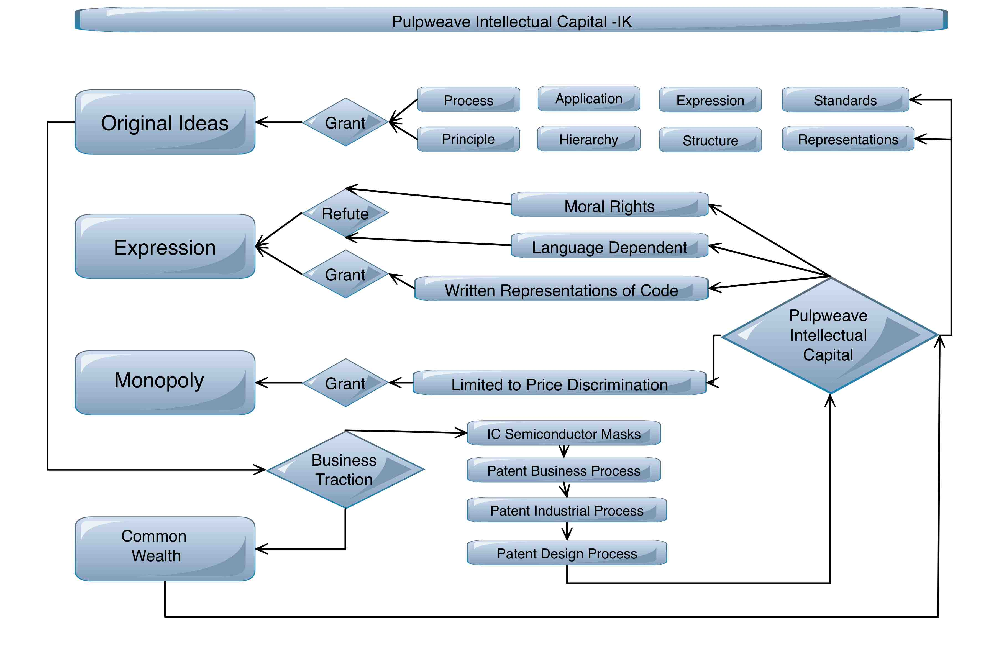 Pulpweave Intellectual Capital -IK
Original Ideas
Grant
Process
Application
Expression
Standards
Principle
Hierarchy
Structure
Representations
Expression
Refute
Grant
Moral Rights
Language Dependent
Written Representations of Code
Pulpweave
Intellectual
Capital
Monopoly
Grant
Limited to Price Discrimination
Business
Traction
IC Semiconductor Masks
Patent Business Process
Patent Industrial Process
Patent Design Process
Common
Wealth